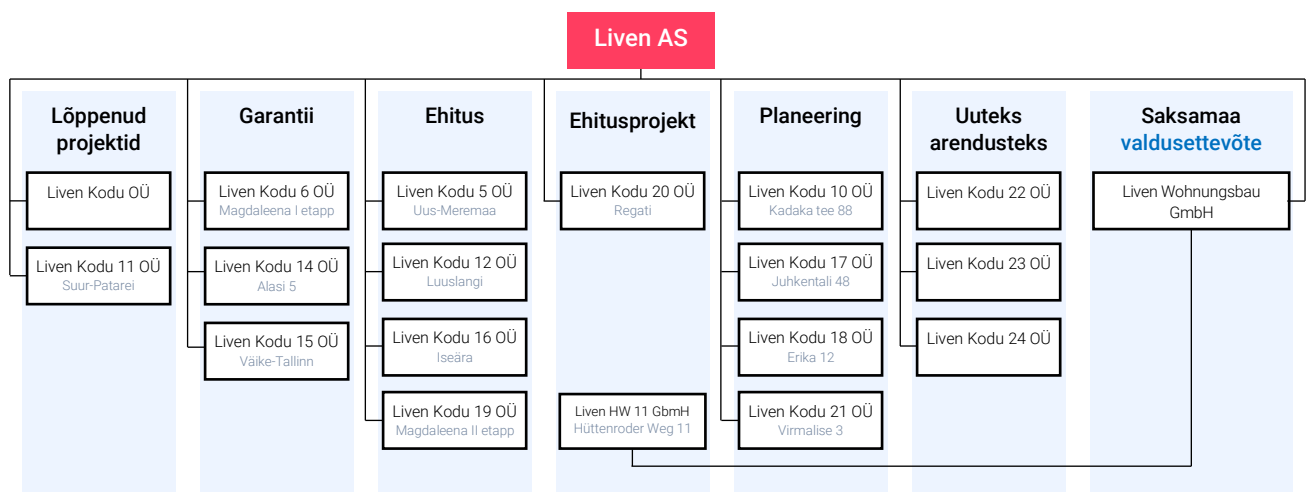 Liven AS
Lõppenud
projektid
Liven Kodu OÜ
Liven Kodu 11 OÜ
Suur-Patarei
Garantii
Liven Kodu 6 OÜ
Magdaleena I etapp
Liven Kodu 14 OÜ
Alasi 5
Liven Kodu 15 OÜ
Väike-Tallinn
Ehitus
Liven Kodu 5 OÜ
Uus-Meremaa
Liven Kodu 12 OÜ
Luuslangi
Liven Kodu 16 OÜ
Iseära
Liven Kodu 19 OÜ
Magdaleena II etapp
Ehitusprojekt
Liven Kodu 20 OÜ
Regati
Liven HW 11 GbmH
Hüttenroder Weg 11
Planeering
Liven Kodu 10 OÜ
Kadaka tee 88
Liven Kodu 17 OÜ
Juhkentali 48
Liven Kodu 18 OÜ
Erika 12
Liven Kodu 21 OÜ
Virmalise 3
Uuteks
arendusteks
Liven Kodu 22 OÜ
Liven Kodu 23 OÜ
Liven Kodu 24 OÜ
Saksamaa
valdusettevõte
Liven Wohnungsbau
GmbH